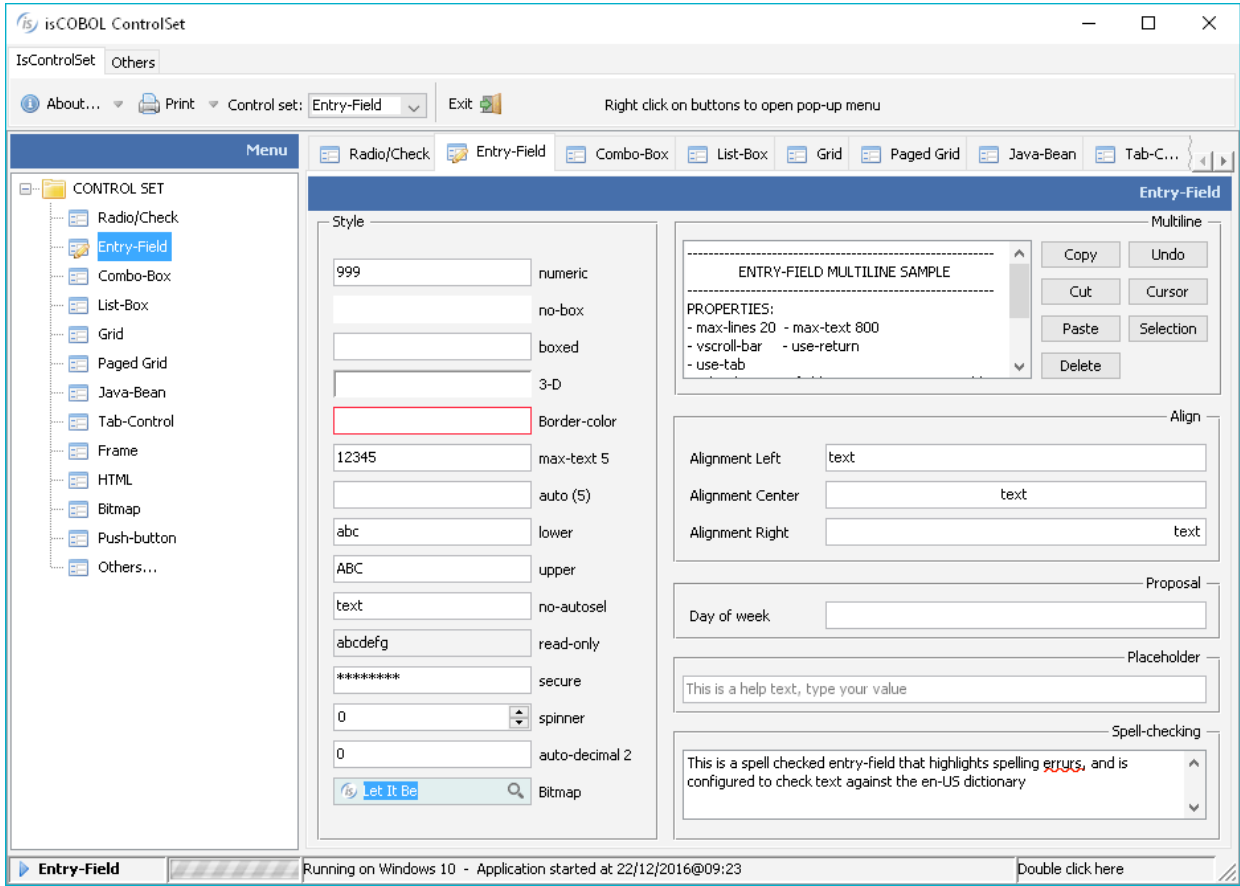 isCOBOL ControlSet
IsControlSet Others
About... Print Control set: Entry-Field Exit Right click on buttons to open pop-up menu
Menu
CONTROL SET
Radio/Check
Entry-Field
Combo-Box
List-Box
Grid
Paged Grid
Java-Bean
Tab-Control
Frame
HTML
Bitmap
Push-button
Others...
Radio/Check Entry-Field Combo-Box List-Box Grid Paged Grid Java-Bean Tab-C...
Entry-Field
Style
999 numeric
no-box
boxed
3-D
Border-color
12345 max-text 5
auto (5)
abc lower
ABC upper
text no-autosel
abcdefg read-only
******** secure
0 spinner
0 auto-decimal 2
is Let It Be Bitmap
Multiline
--------------------------------------------------------
ENTRY-FIELD MULTILINE SAMPLE
--------------------------------------------------------
PROPERTIES:
- max-lines 20 - max-text 800
- vscroll-bar - use-return
- use-tab
Copy Undo
Cut Cursor
Paste Selection
Delete
Align
Alignment Left text
Alignment Center text
Alignment Right text
Proposal
Day of week
Placeholder
This is a help text, type your value
Spell-checking
This is a spell checked entry-field that highlights spelling errurs, and is
configured to check text against the en-US dictionary
Entry-Field Running on Windows 10 - Application started at 22/12/2016@09:23 Double click here